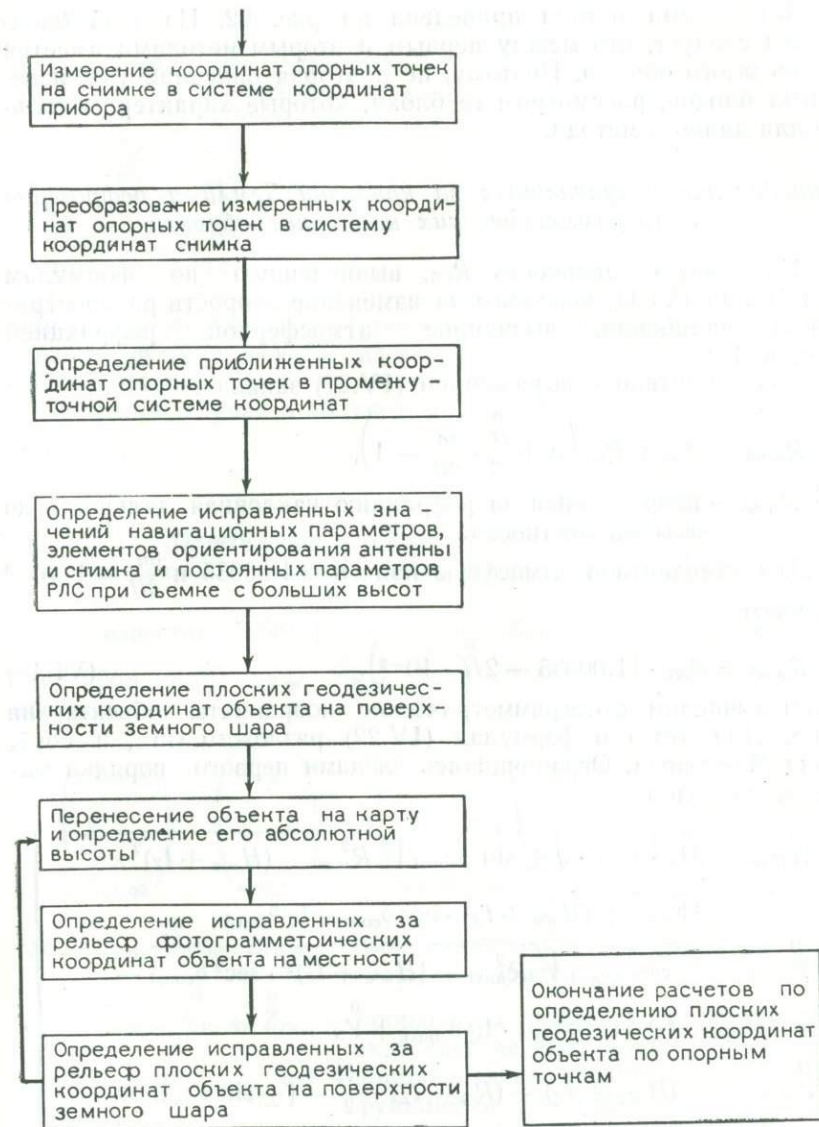 Измерение координат опорных точек
на снимке в системе координат
прибора
Преобразование измеренных коорди-
нат опорных точек в систему
координат снимка
Определение приближенных коор-
динат опорных точек в промежу-
точной системе координат
Определение исправленных зна-
чений навигационных параметров,
элементов ориентирования антенны
и снимка и постоянных параметров
РЛС при съемке с больших высот
Определение плоских геодезичес-
ких координат объекта на поверх-
ности земного шара
Перенесение объекта на карту
и определение его абсолютной
высоты
Определение исправленных за
рельеф фотограмметрических
координат объекта на местности
Определение исправленных за
рельеф плоских геодезических
координат объекта на поверхности
земного шара
Окончание расчетов по
определению плоских
геодезических координат
объекта по опорным
точкам